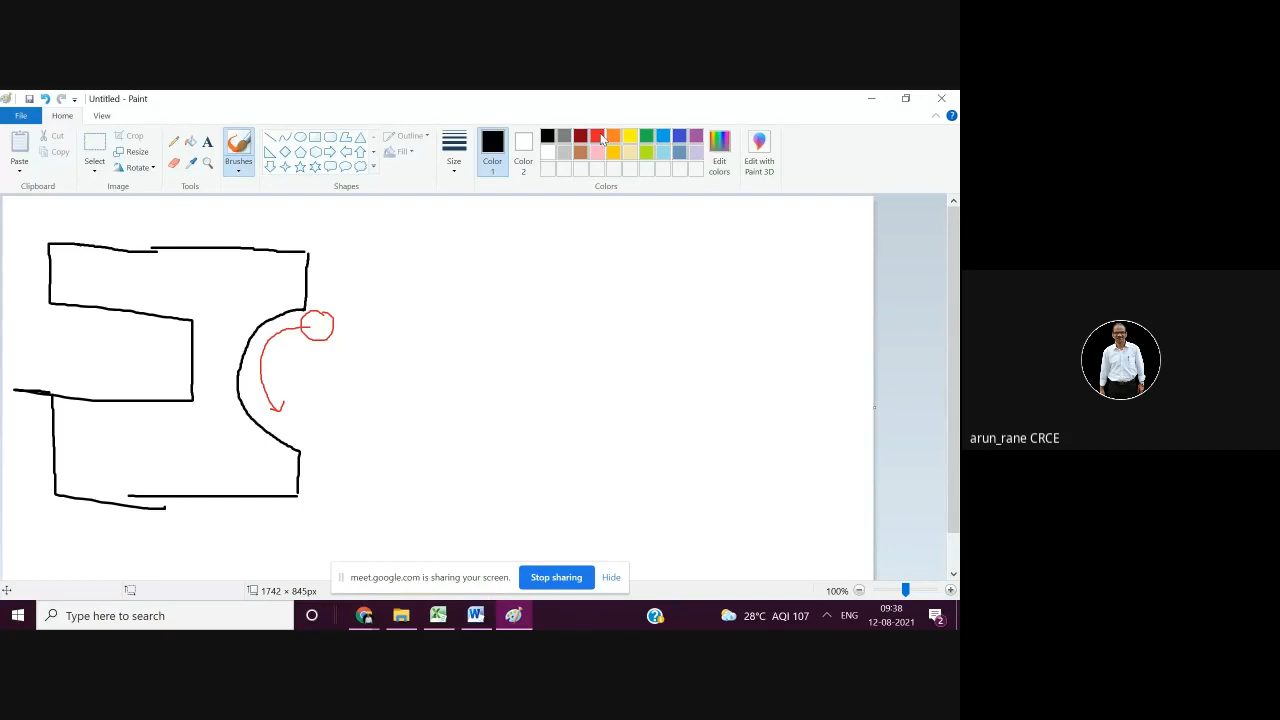 Untitled - Paint
File Home View
Cut
Copy
Paste
Clipboard
Crop
Resize
Rotate
Select
Image
A
Tools
Brushes
Outline
Fill
Shapes
Size
Color
1
Color
2
Edit
colors
Colors
Edit with
Paint 3D
arun_rane CRCE
meet.google.com is sharing your screen. Stop sharing Hide
1742 × 845px
100%
Type here to search
28°C AQI 107
ENG
09:38
12-08-2021
2